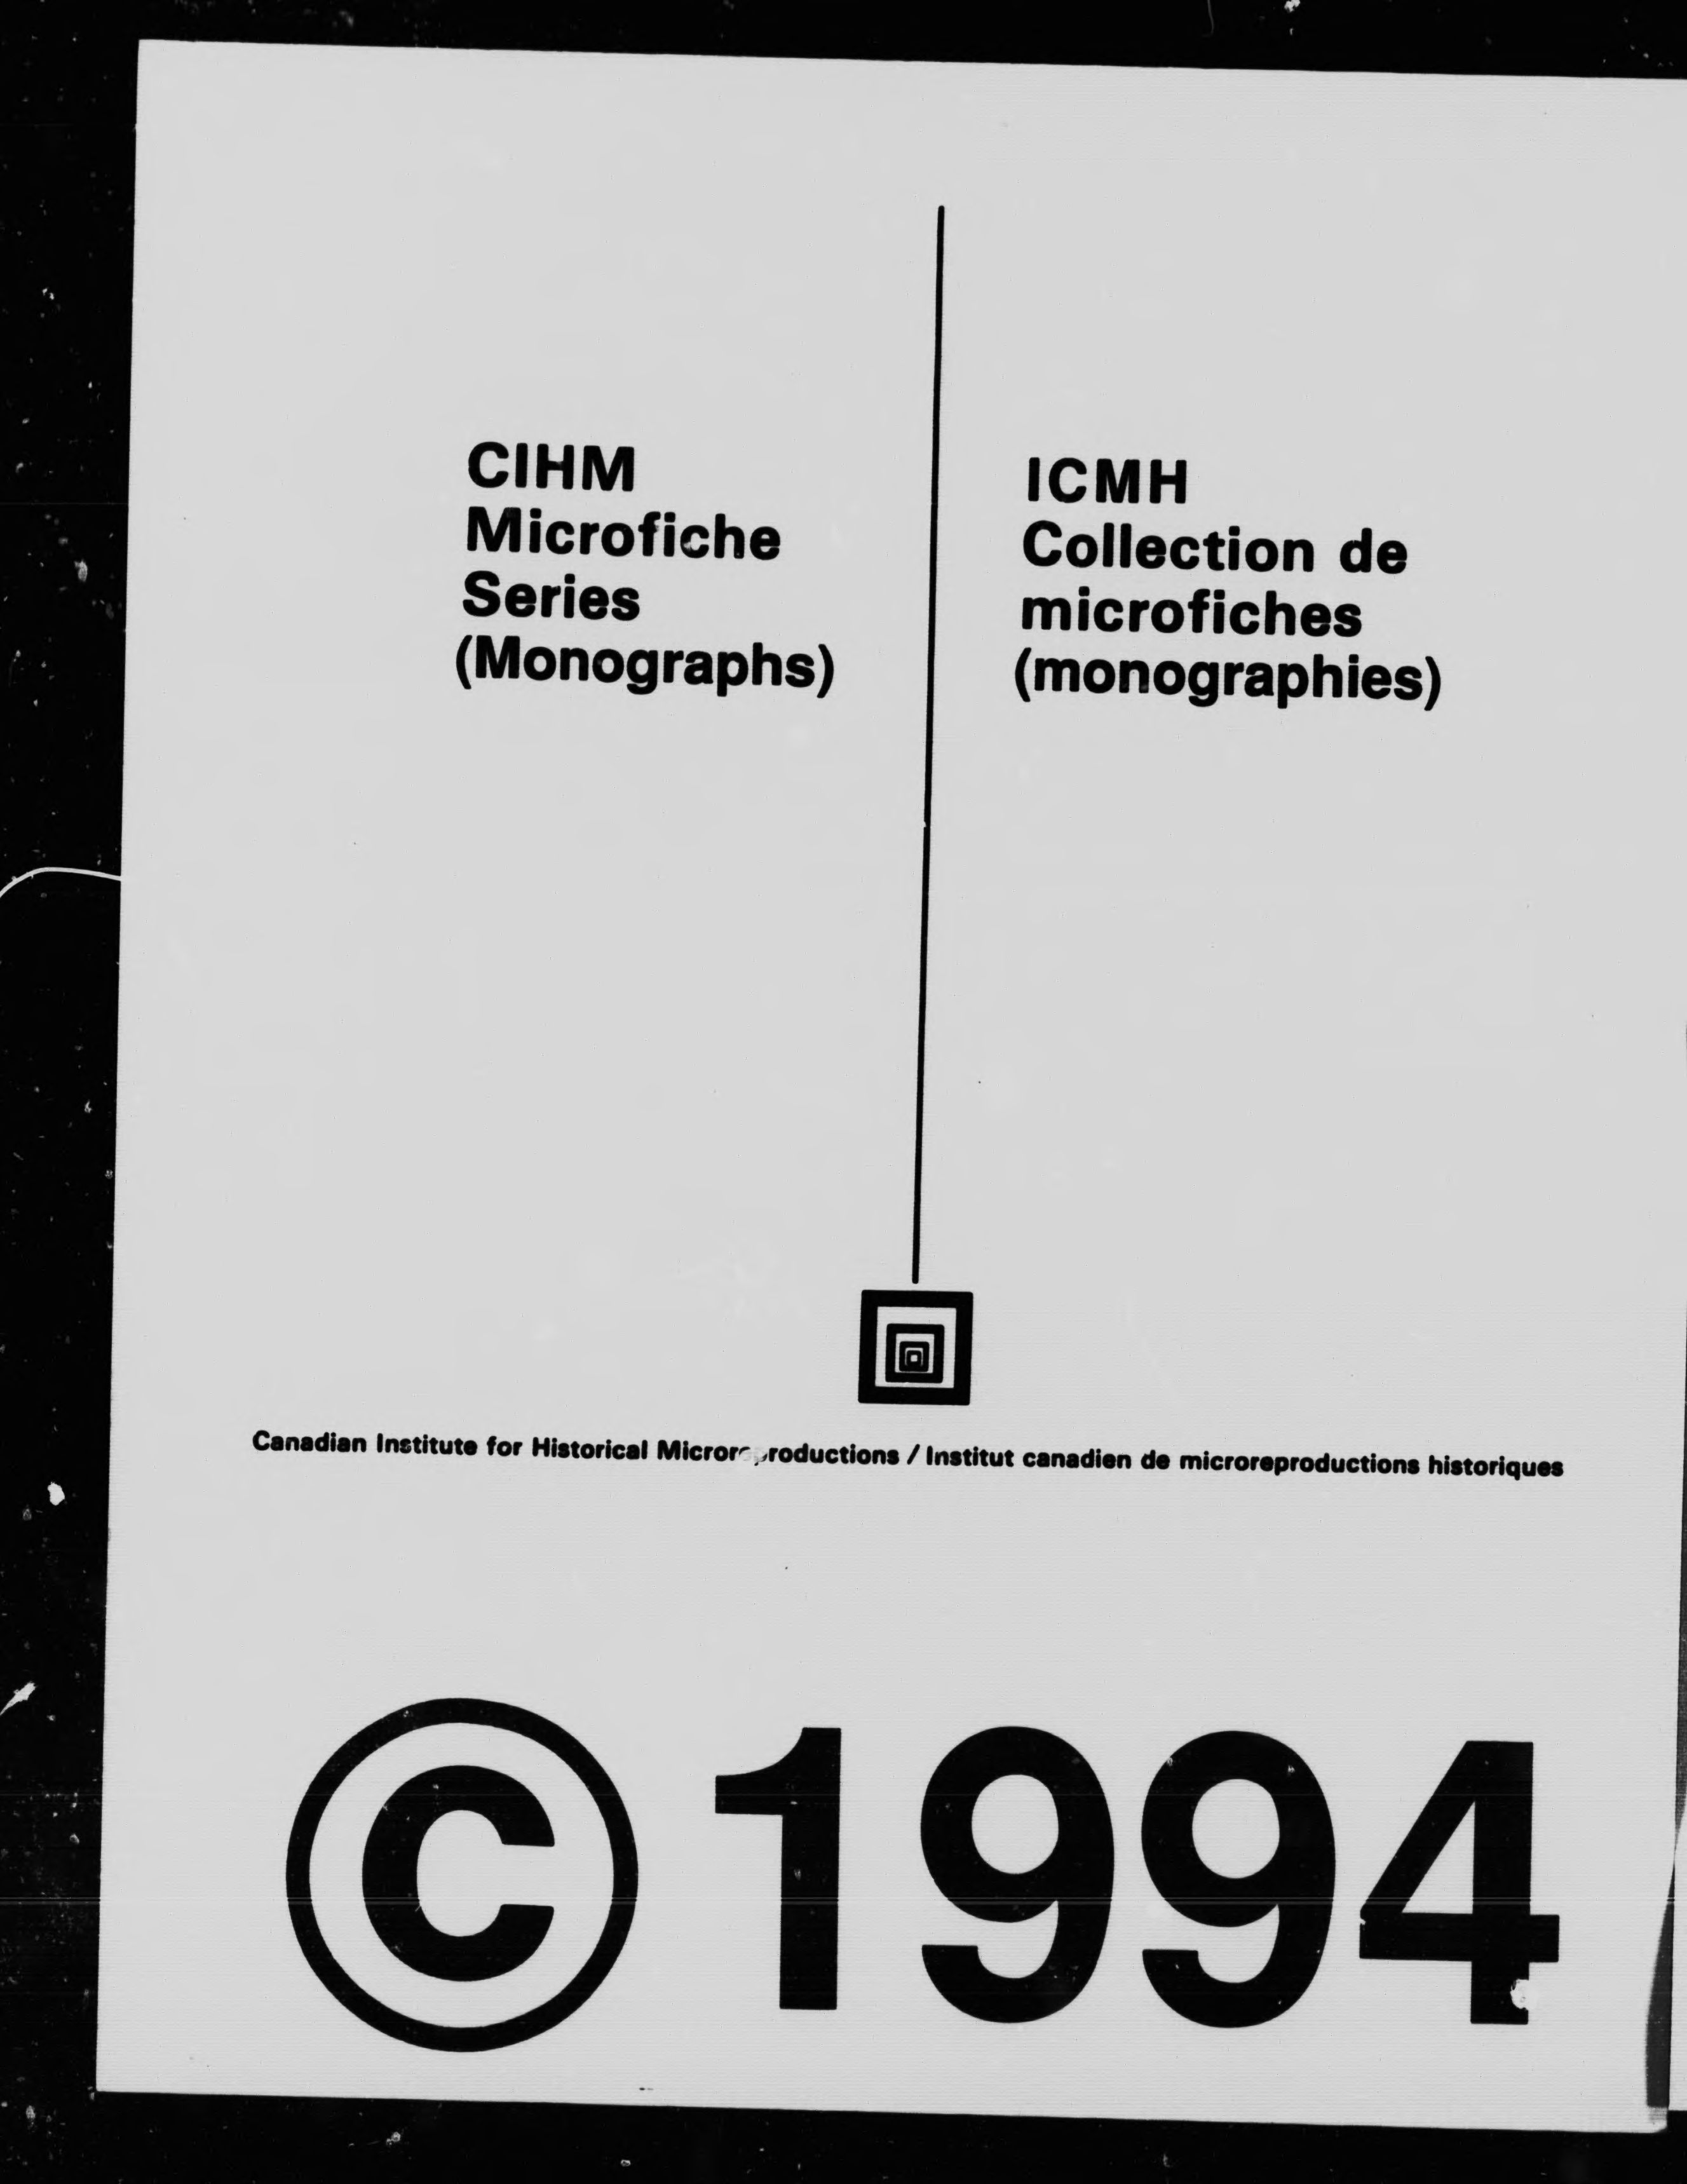 CIHM
Microfiche
Series
(Monographs)
ICMH
Collection de
microfiches
(monographies)
Canadian Institute for Historical Microreproductions / Institut canadien de microreproductions historiques
© 1994